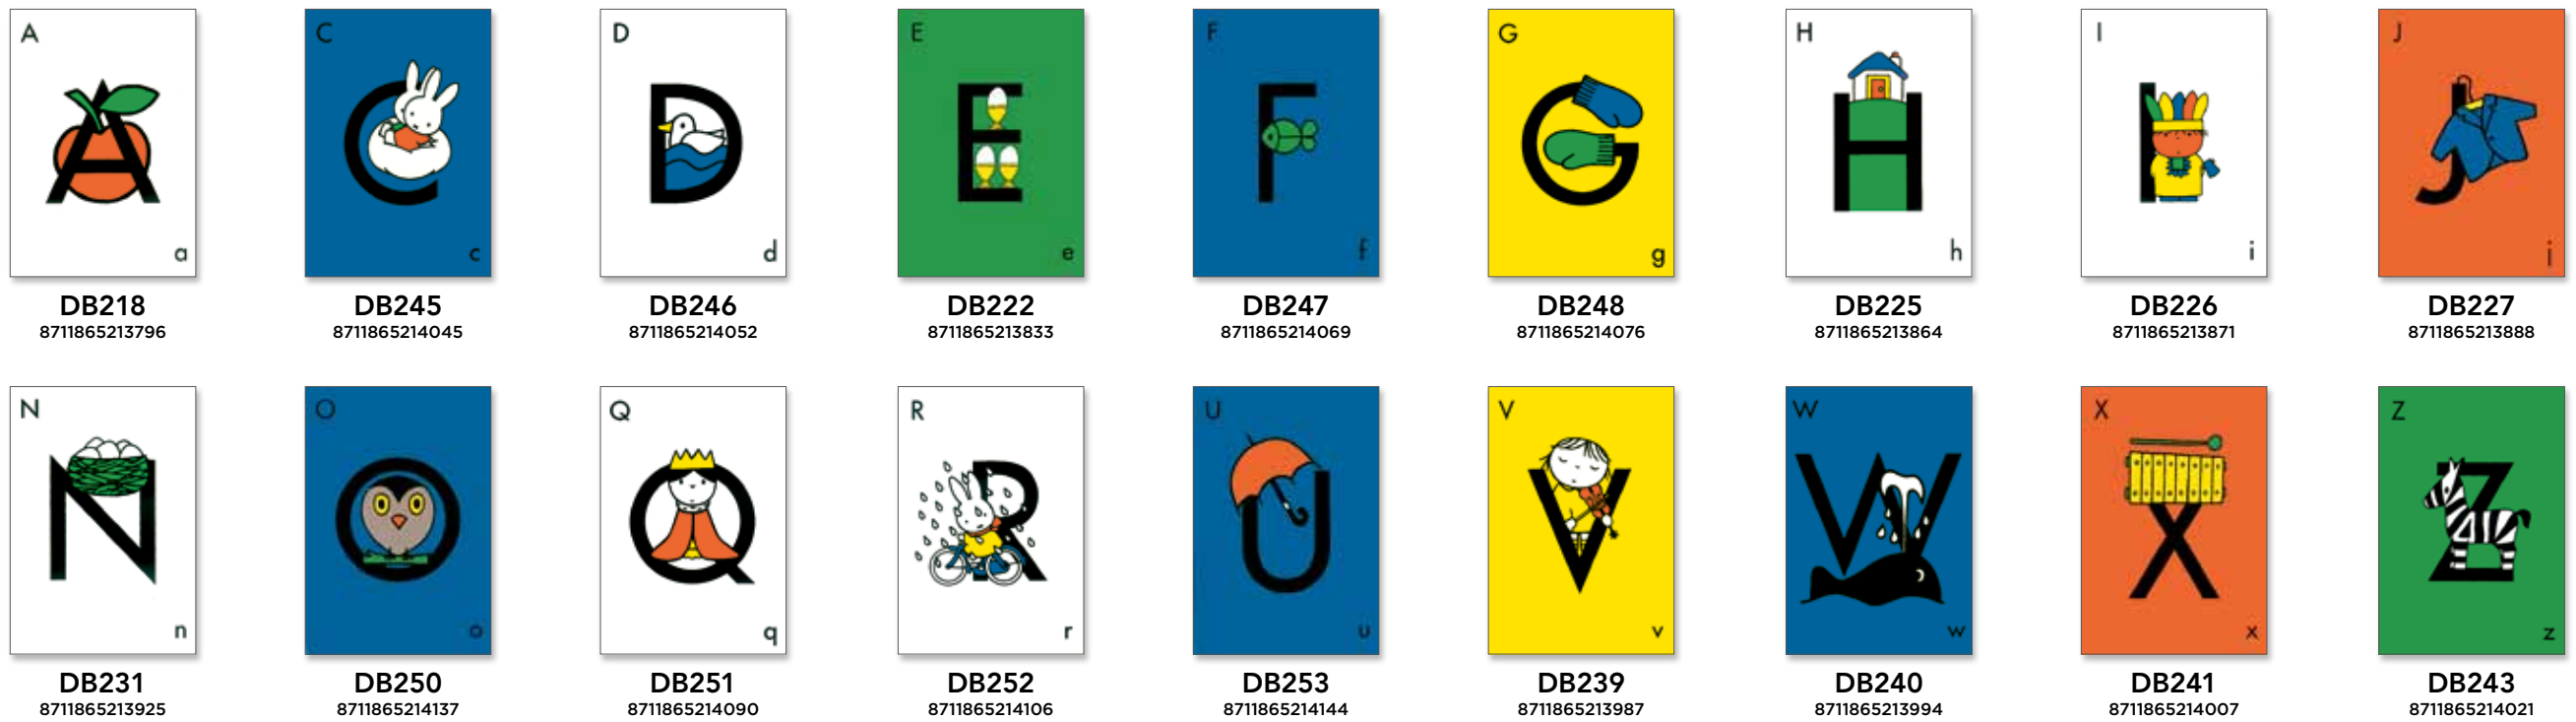 A
a
DB218
8711865213796
C
c
DB245
8711865214045
D
d
DB246
8711865214052
E
e
DB222
8711865213833
F
f
DB247
8711865214069
G
g
DB248
8711865214076
H
h
DB225
8711865213864
I
i
DB226
8711865213871
J
j
DB227
8711865213888
N
n
DB231
8711865213925
O
o
DB250
8711865214137
Q
q
DB251
8711865214090
R
r
DB252
8711865214106
U
u
DB253
8711865214144
V
v
DB239
8711865213987
W
w
DB240
8711865213994
X
x
DB241
8711865214007
Z
z
DB243
8711865214021